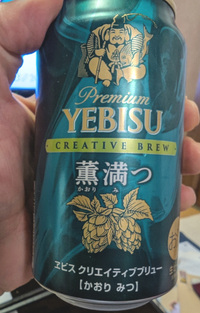 Premium
YEBISU
CREATIVE BREW
薫満つ
かおり み
ヱビス クリエイティブブリュー
【かおり みつ】